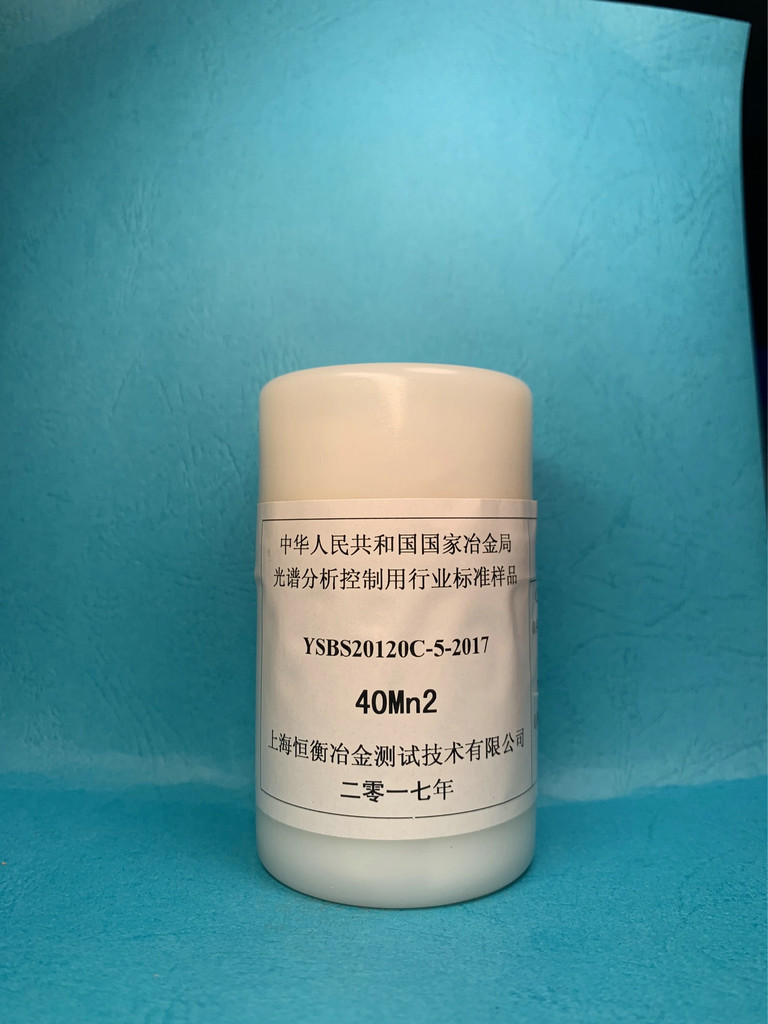 中华人民共和国国家冶金局
光谱分析控制用行业标准样品
YSBS20120C-5-2017
40Mn2
上海恒衡冶金测试技术有限公司
二零一七年